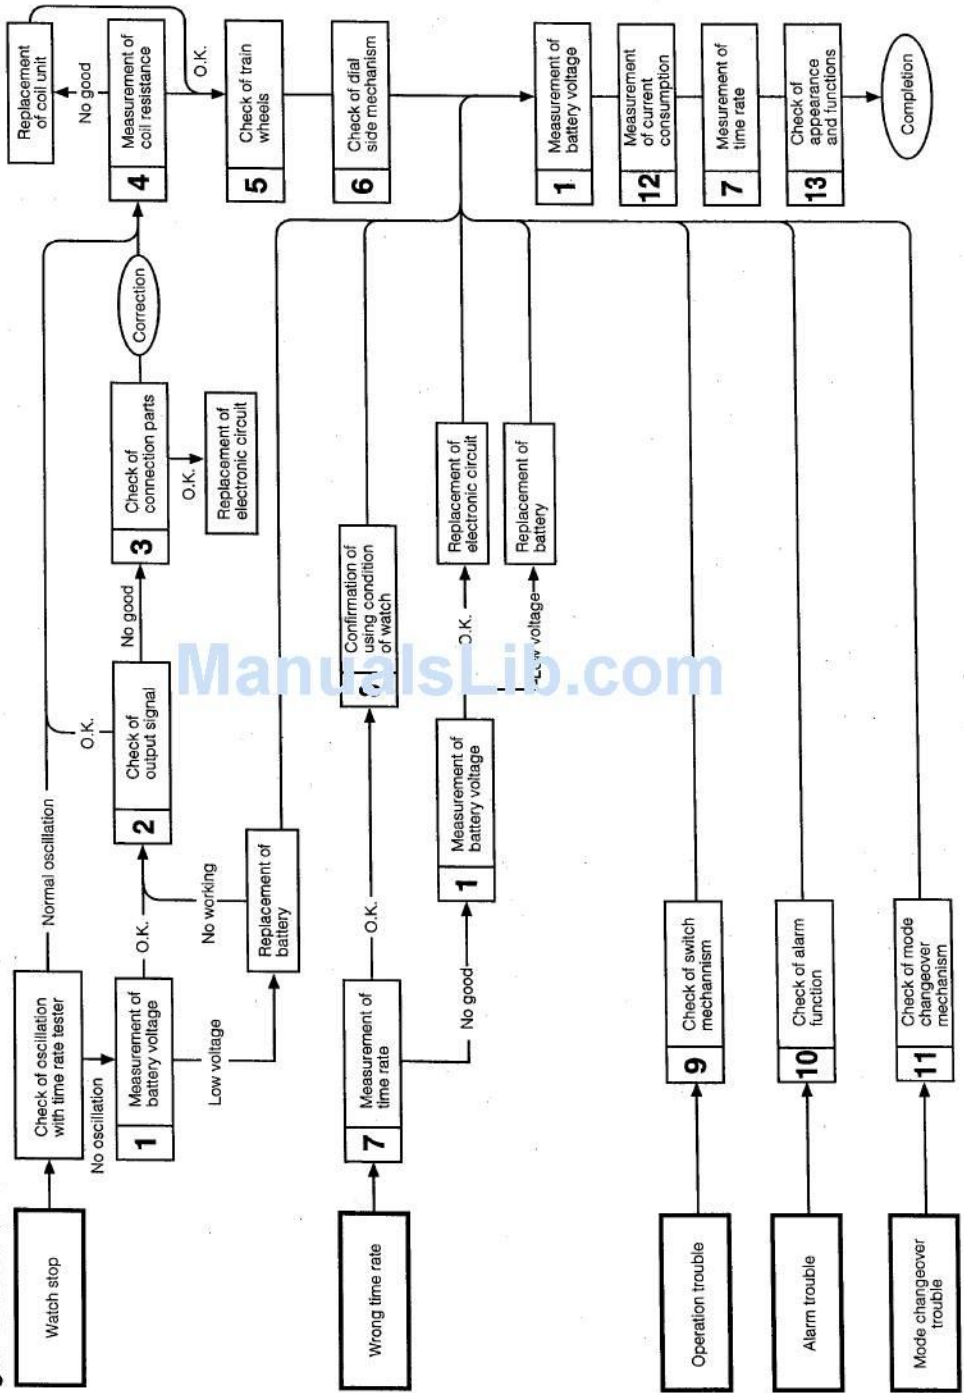 Watch stop
Check of oscillation
with time rate tester
Normal oscillation
No oscillation
1
Measurement of
battery voltage
O.K.
Low voltage
Replacement of
battery
No working
2
Check of
output signal
O.K.
No good
3
Check of
connection parts
O.K.
Replacement of
electronic circuit
Correction
4
Measurement of
coil resistance
No good
Replacement
of coil unit
O.K.
5
Check of train
wheels
6
Check of dial
side mechanism
Wrong time rate
7
Measurement of
time rate
O.K.
Confirmation of
using condition
of watch
No good
1
Measurement of
battery voltage
O.K.
Replacement of
electronic circuit
Low voltage
Replacement of
battery
Operation trouble
9
Check of switch
mechannism
Alarm trouble
10
Check of alarm
function
Mode changeover
trouble
11
Check of mode
changeover
mechanism
1
Measurement of
battery voltage
12
Measurement
of current
consumption
7
Mesurement of
time rate
13
Check of
appearance
and functions
Completion
ManualsLib.com